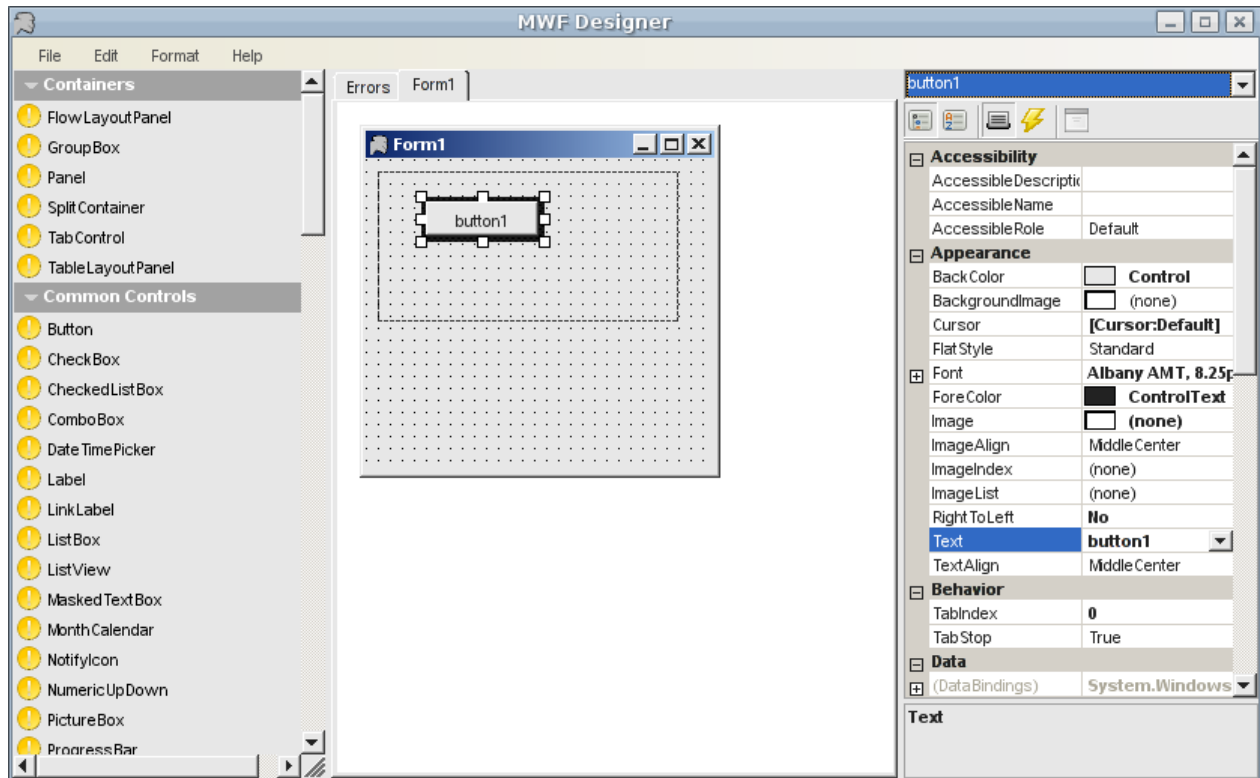 MWF Designer
File Edit Format Help
Containers
FlowLayoutPanel
GroupBox
Panel
SplitContainer
TabControl
TableLayoutPanel
Common Controls
Button
CheckBox
CheckedListBox
ComboBox
DateTimePicker
Label
LinkLabel
ListBox
ListView
MaskedTextBox
MonthCalendar
NotifyIcon
NumericUpDown
PictureBox
ProgressBar
Errors Form1
Form1
button1
button1
Accessibility
AccessibleDescriptic
AccessibleName
AccessibleRole Default
Appearance
BackColor Control
BackgroundImage (none)
Cursor [Cursor:Default]
FlatStyle Standard
Font Albany AMT, 8.25p
ForeColor ControlText
Image (none)
ImageAlign MiddleCenter
ImageIndex (none)
ImageList (none)
RightToLeft No
Text button1
TextAlign MiddleCenter
Behavior
TabIndex 0
TabStop True
Data
(DataBindings) System.Windows
Text